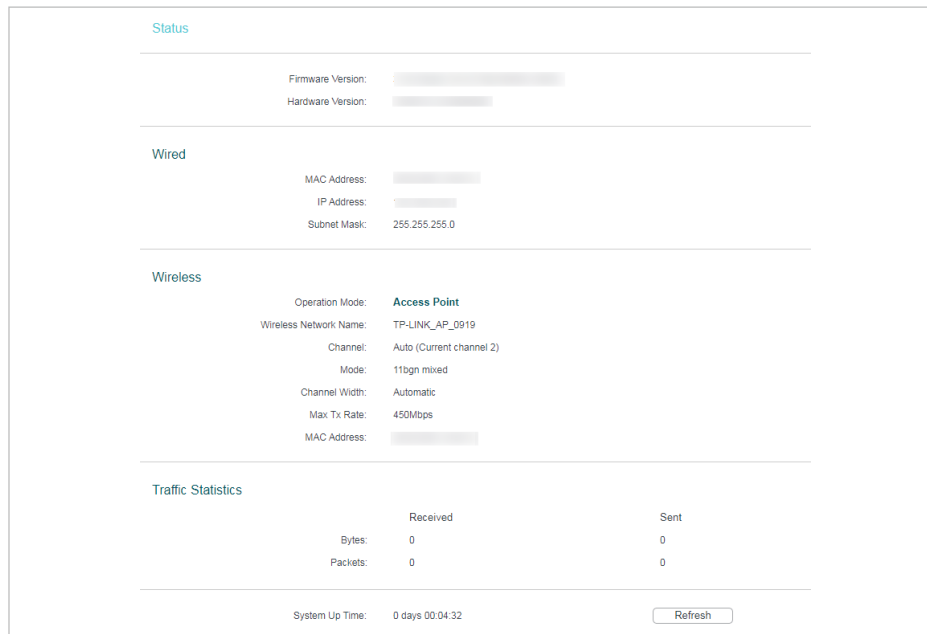 Status
Firmware Version:
Hardware Version:
Wired
MAC Address:
IP Address:
Subnet Mask: 255.255.255.0
Wireless
Operation Mode: Access Point
Wireless Network Name: TP-LINK_AP_0919
Channel: Auto (Current channel 2)
Mode: 11bgn mixed
Channel Width: Automatic
Max Tx Rate: 450Mbps
MAC Address:
Traffic Statistics
Received Sent
Bytes: 0 0
Packets: 0 0
System Up Time: 0 days 00:04:32 Refresh